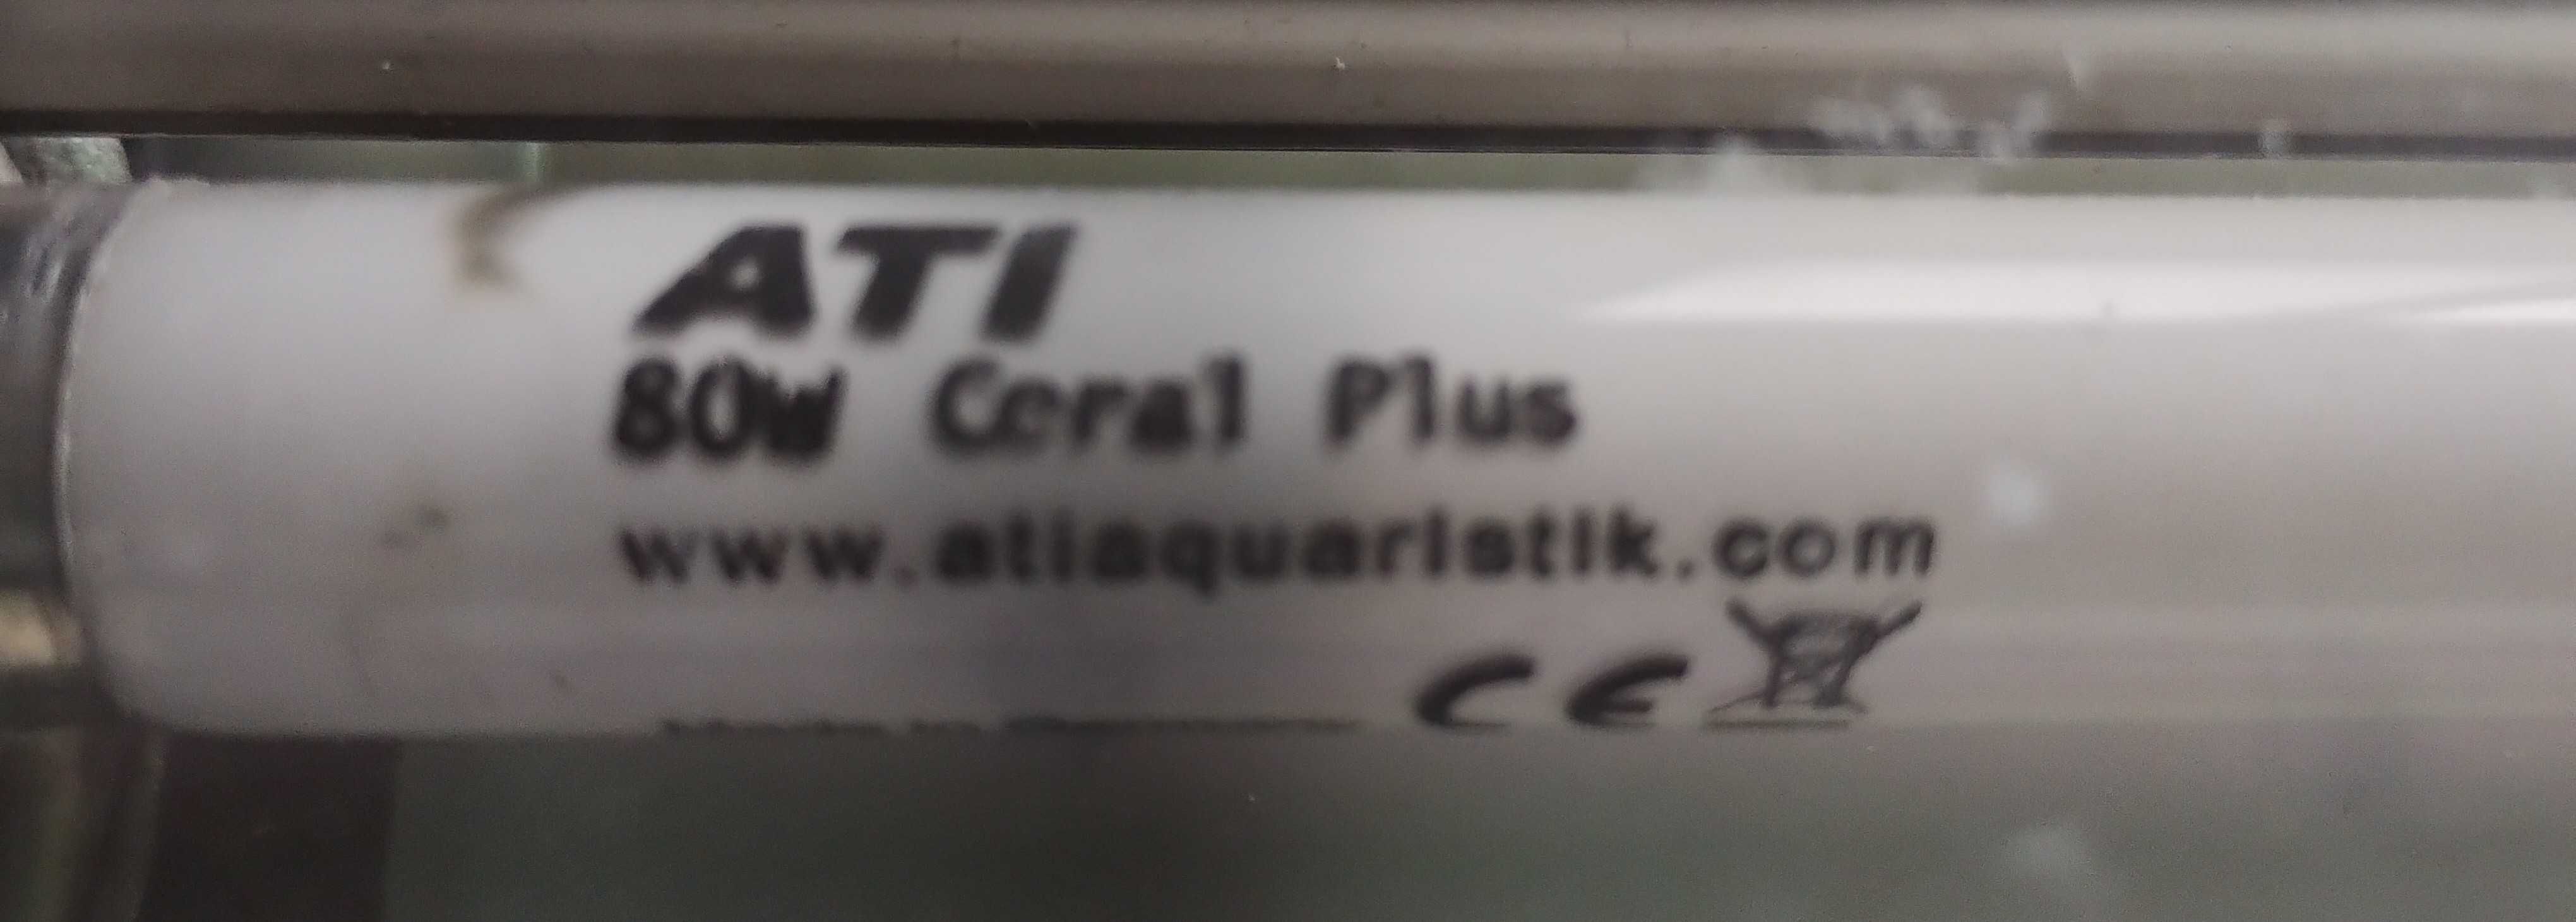 ATI
80W Coral Plus
www.atiaquaristik.com
CE